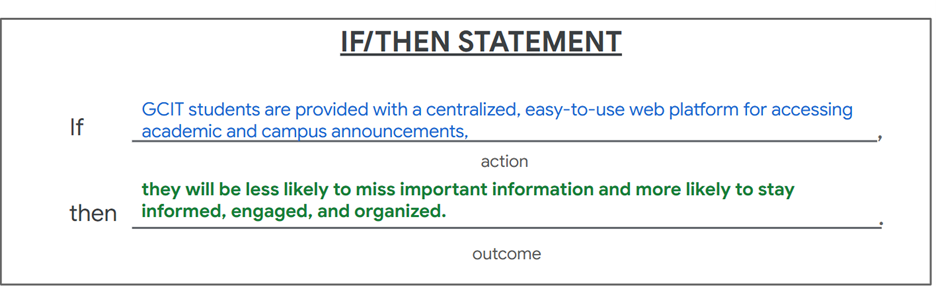 IF/THEN STATEMENT
If GCIT students are provided with a centralized, easy-to-use web platform for accessing
academic and campus announcements, ,
action
then they will be less likely to miss important information and more likely to stay
informed, engaged, and organized. .
outcome